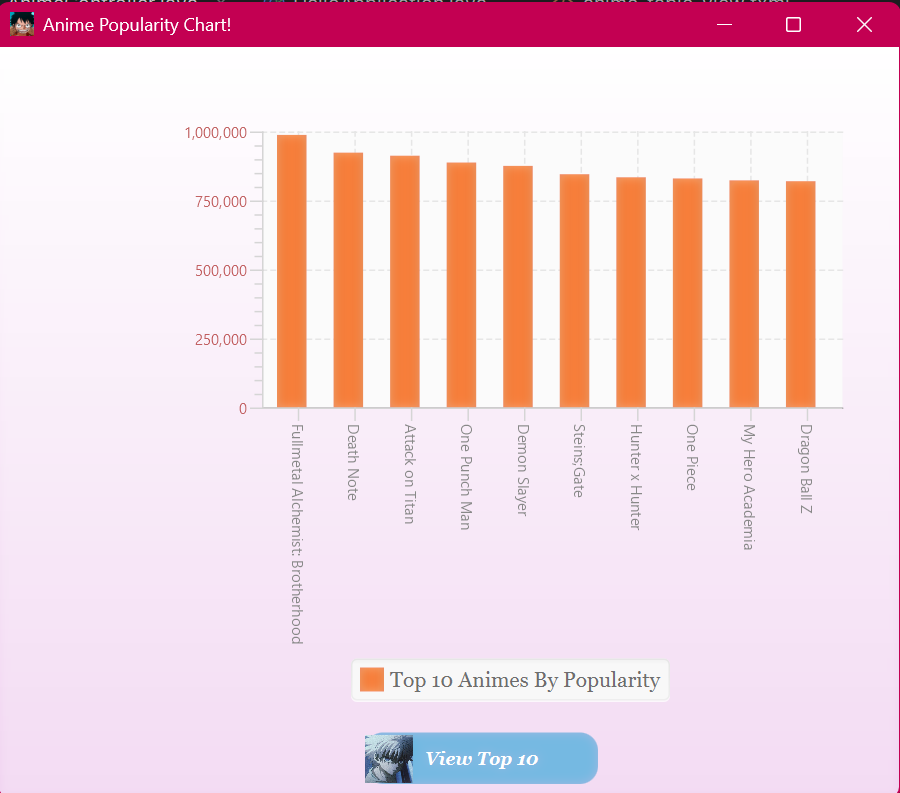 Anime Popularity Chart!
1,000,000
750,000
500,000
250,000
0
Fullmetal Alchemist: Brotherhood
Death Note
Attack on Titan
One Punch Man
Demon Slayer
Steins;Gate
Hunter x Hunter
One Piece
My Hero Academia
Dragon Ball Z
Top 10 Animes By Popularity
View Top 10